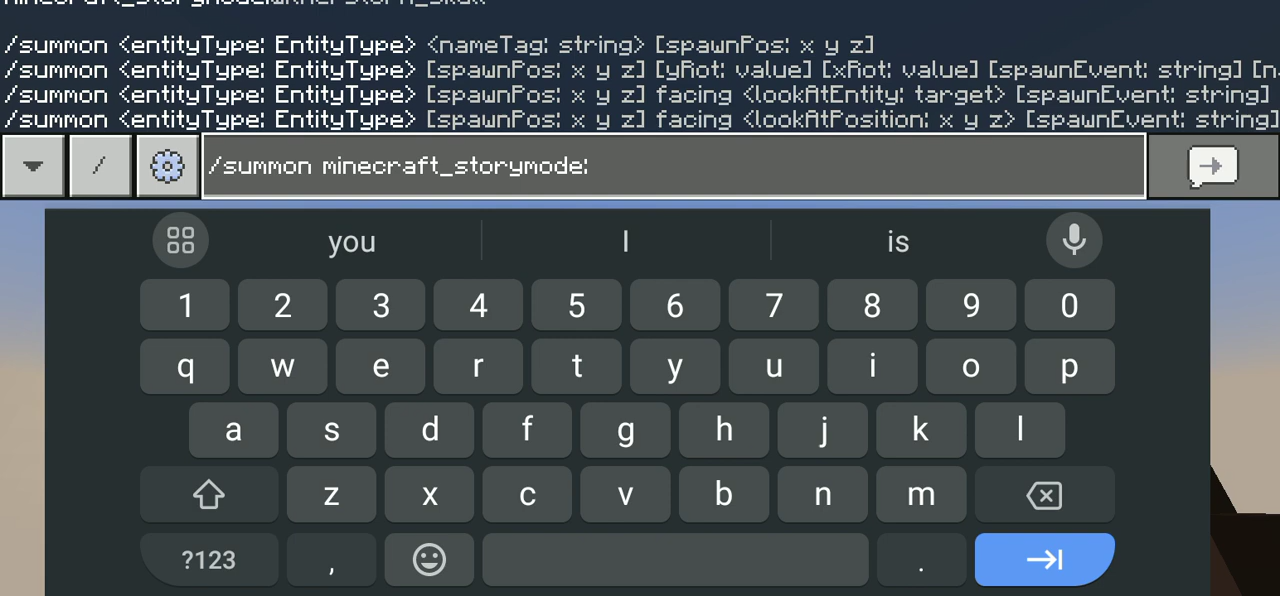 /summon <entityType: EntityType> <nameTag: string> [spawnPos: x y z]
/summon <entityType: EntityType> [spawnPos: x y z] [yRot: value] [xRot: value] [spawnEvent: string] [n
/summon <entityType: EntityType> [spawnPos: x y z] facing <lookAtEntity: target> [spawnEvent: string]
/summon <entityType: EntityType> [spawnPos: x y z] facing <lookAtPosition: x y z> [spawnEvent: string]
/ /summon minecraft_storymode:
you I is
1 2 3 4 5 6 7 8 9 0
q w e r t y u i o p
a s d f g h j k l
z x c v b n m
?123 , .